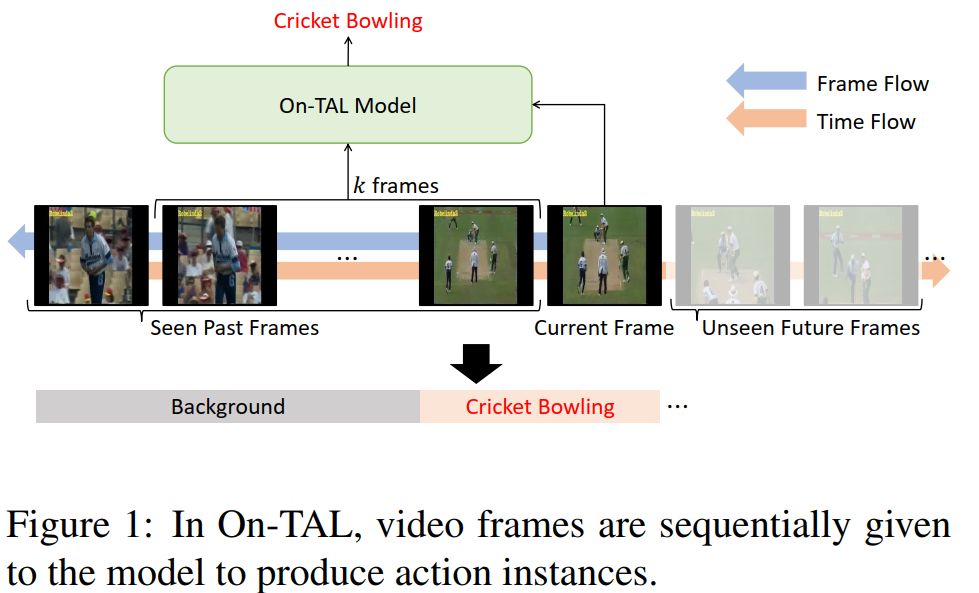 Cricket Bowling
On-TAL Model
Frame Flow
Time Flow
k frames
...
...
Seen Past Frames
Current Frame
Unseen Future Frames
Background
Cricket Bowling
...
Figure 1: In On-TAL, video frames are sequentially given
to the model to produce action instances.